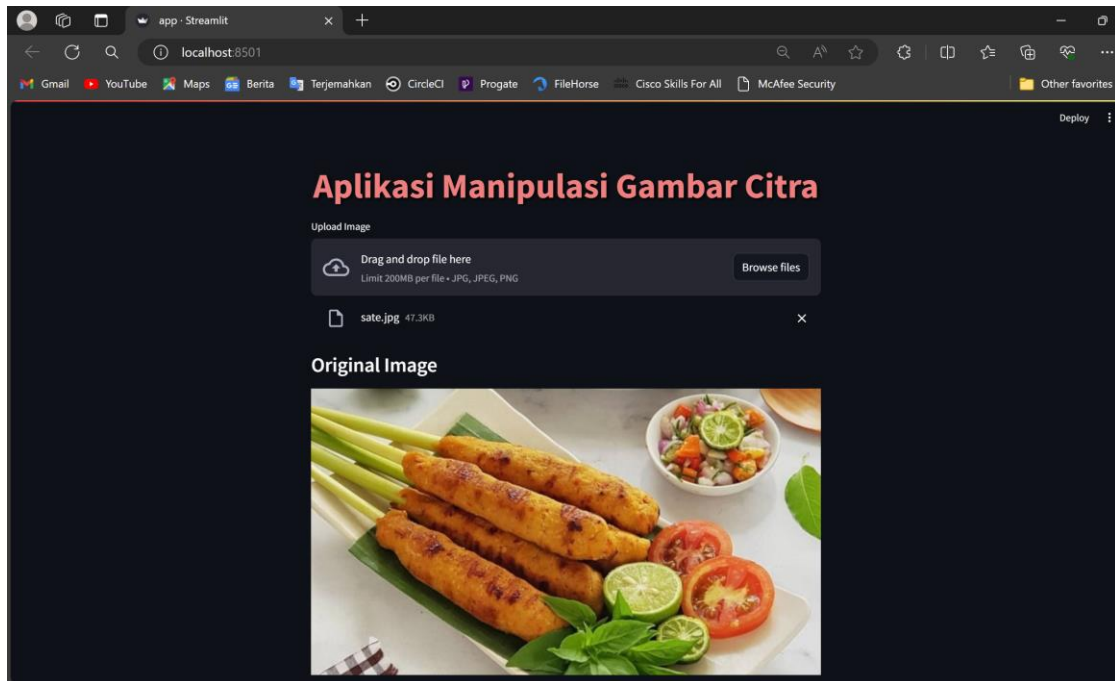 app · Streamlit
localhost:8501
Gmail YouTube Maps GB Berita Terjemahkan CircleCI Progate FileHorse Cisco Skills For All McAfee Security Other favorites
Deploy
Aplikasi Manipulasi Gambar Citra
Upload Image
Drag and drop file here
Limit 200MB per file • JPG, JPEG, PNG
Browse files
sate.jpg 47.3KB
Original Image